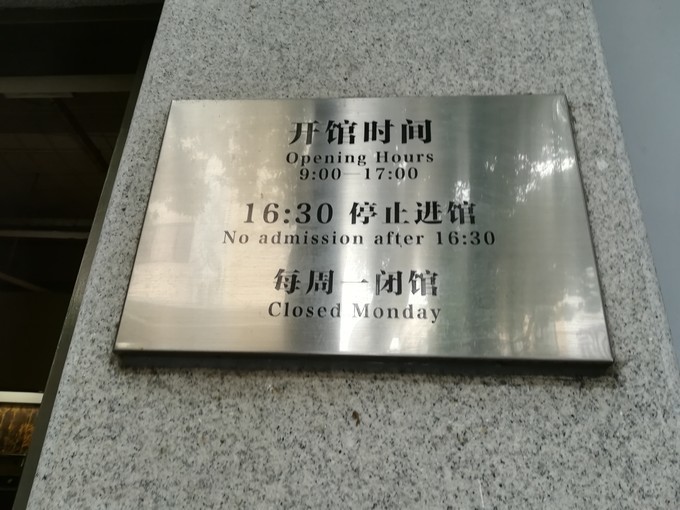 开馆时间
Opening Hours
9:00—17:00
16:30 停止进馆
No admission after 16:30
每周一闭馆
Closed Monday